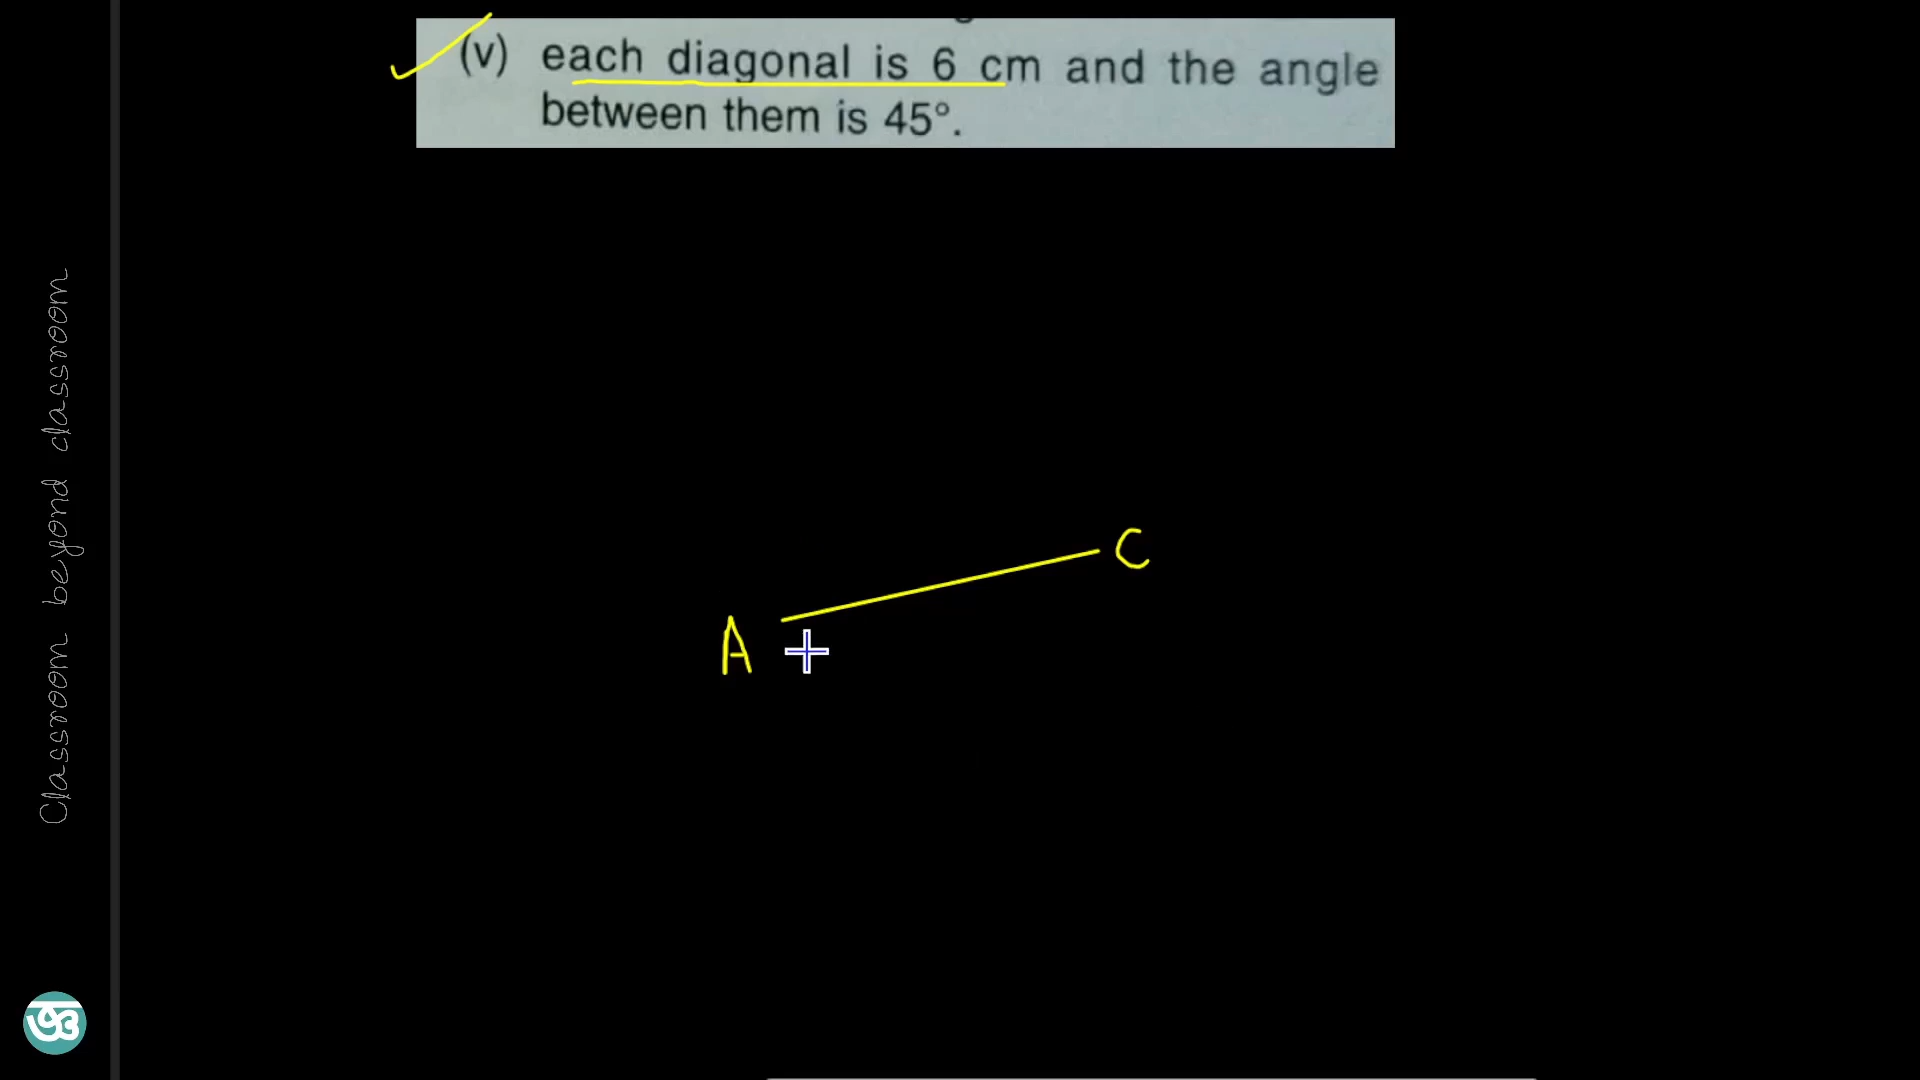 (v) each diagonal is 6 cm and the angle
between them is 45°.
C
A
Classroom beyond classroom